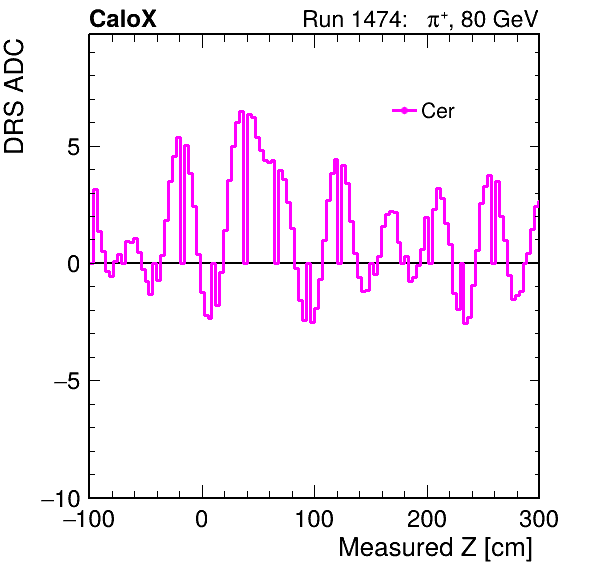 CaloX Run 1474: π⁺, 80 GeV
DRS ADC
Cer
5
0
−5
−10
−100 0 100 200 300
Measured Z [cm]